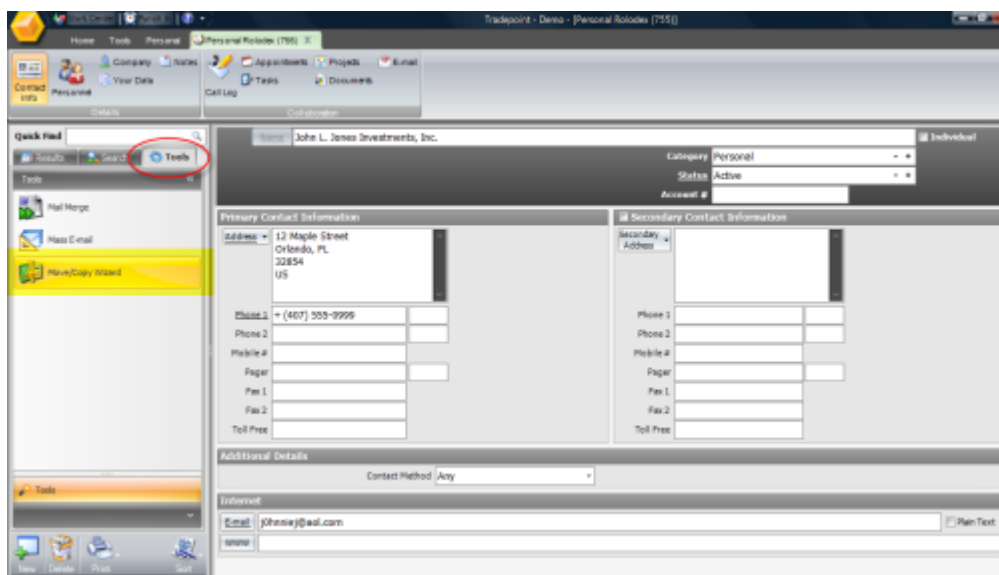 Tradepoint - Demo - [Personal Rolodex (755)]
Home Tools Personal Personal Rolodex (755) X
Contact Info
Personnel
Company Notes
Your Data
Details
Call Log
Appointments Projects E-mail
Tasks Documents
Collaboration
Quick Find
Results Search Tools
Tools
Mail Merge
Mass E-mail
Move/Copy Wizard
Tools
New Delete Print Sort
Name John L. Jones Investments, Inc. Individual
Category Personal
Status Active
Account #
Primary Contact Information
Address 12 Maple Street
Orlando, FL
32854
US
Phone 1 + (407) 555-9999
Phone 2
Mobile #
Pager
Fax 1
Fax 2
Toll Free
Secondary Contact Information
Secondary Address
Phone 1
Phone 2
Mobile #
Pager
Fax 1
Fax 2
Toll Free
Additional Details
Contact Method Any
Internet
E-mail j0hnniej@aol.com Plain Text
WWW